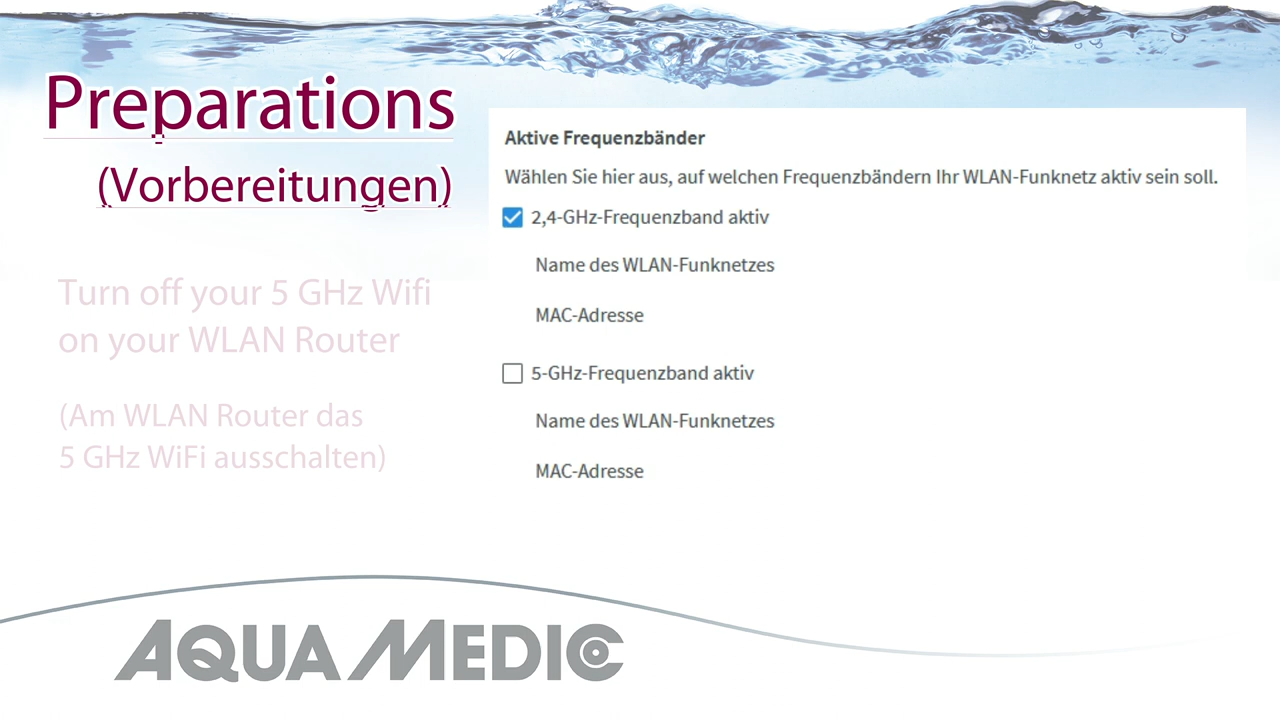 Preparations
(Vorbereitungen)
Turn off your 5 GHz Wifi
on your WLAN Router
(Am WLAN Router das
5 GHz WiFi ausschalten)
Aktive Frequenzbänder
Wählen Sie hier aus, auf welchen Frequenzbändern Ihr WLAN-Funknetz aktiv sein soll.
2,4-GHz-Frequenzband aktiv
Name des WLAN-Funknetzes
MAC-Adresse
5-GHz-Frequenzband aktiv
Name des WLAN-Funknetzes
MAC-Adresse
AQUA MEDIC